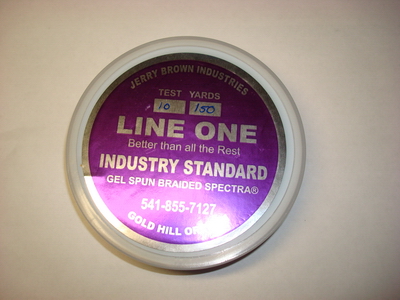 JERRY BROWN INDUSTRIES
TEST YARDS
10 150
LINE ONE
Better than all the Rest
INDUSTRY STANDARD
GEL SPUN BRAIDED SPECTRA®
541-855-7127
GOLD HILL